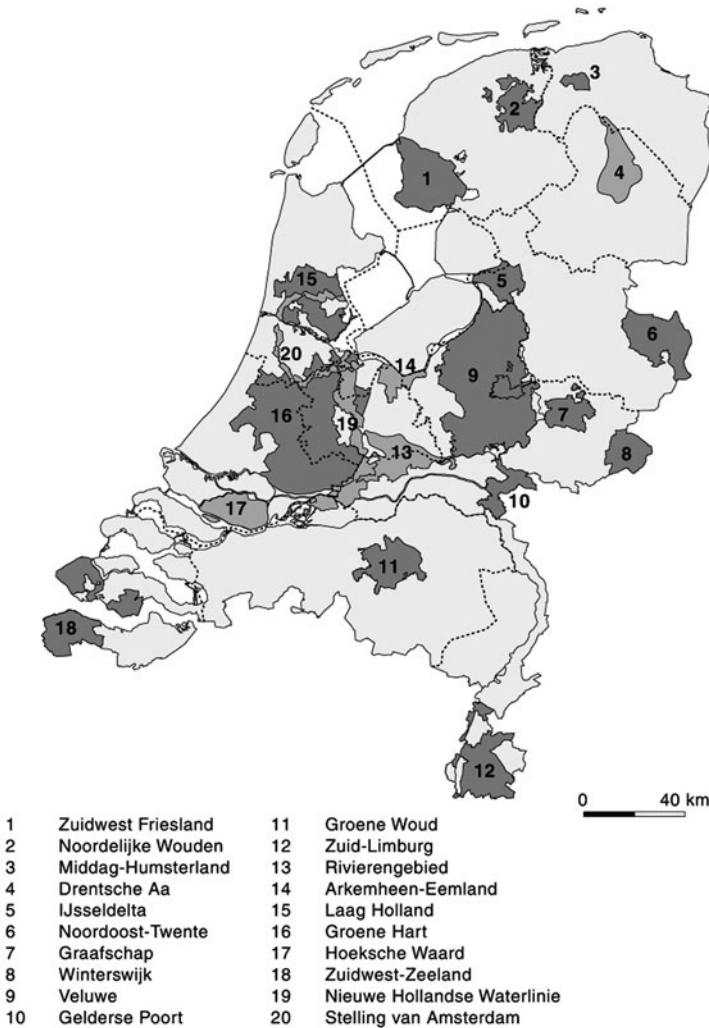 3
2
4
1
15
5
6
20
14
9
16
19
7
13
8
10
17
11
18
12
0 40 km
1 Zuidwest Friesland
2 Noordelijke Wouden
3 Middag-Humsterland
4 Drentsche Aa
5 IJsseldelta
6 Noordoost-Twente
7 Graafschap
8 Winterswijk
9 Veluwe
10 Gelderse Poort
11 Groene Woud
12 Zuid-Limburg
13 Rivierengebied
14 Arkemheen-Eemland
15 Laag Holland
16 Groene Hart
17 Hoeksche Waard
18 Zuidwest-Zeeland
19 Nieuwe Hollandse Waterlinie
20 Stelling van Amsterdam